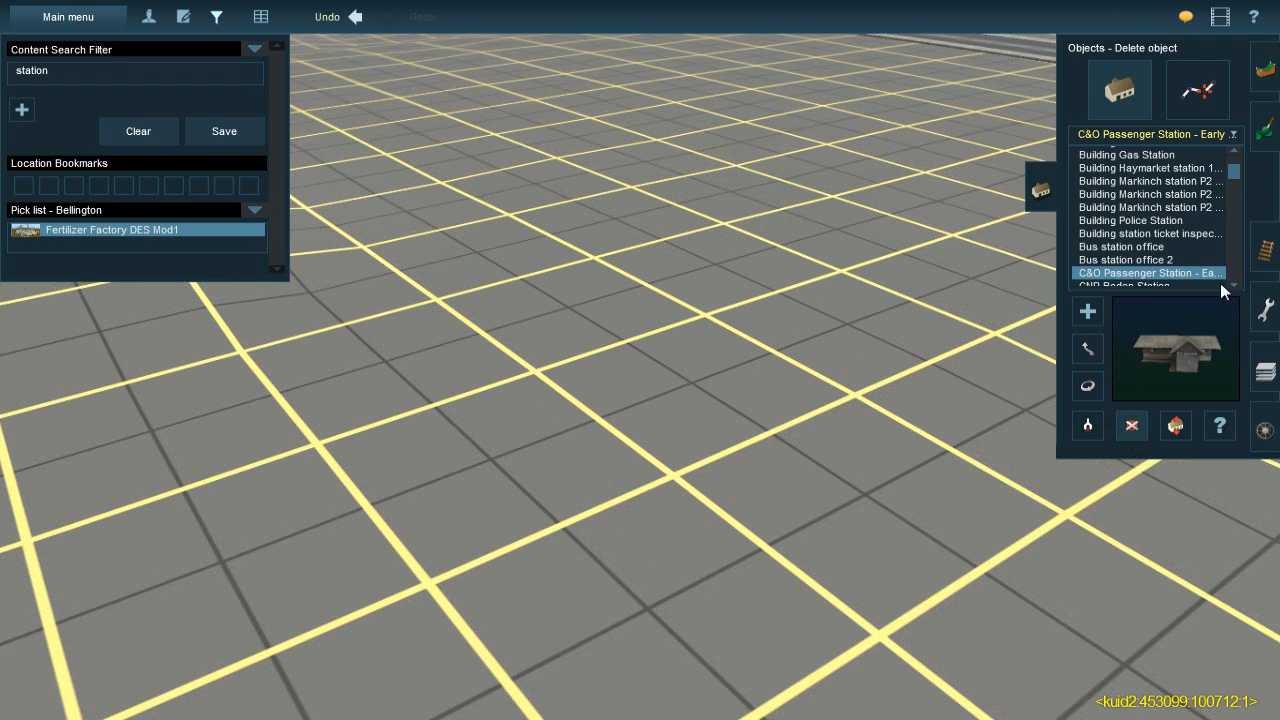 Main menu
Undo
Redo
?
Content Search Filter
station
Clear
Save
Location Bookmarks
Pick list - Bellington
Fertilizer Factory DES Mod1
Objects - Delete object
C&O Passenger Station - Early ...
Building Gas Station
Building Haymarket station 1...
Building Markinch station P2 ...
Building Markinch station P2 ...
Building Markinch station P2 ...
Building Police Station
Building station ticket inspec...
Bus station office
Bus station office 2
C&O Passenger Station - Ea...
?
<kuid2:453099:100712:1>